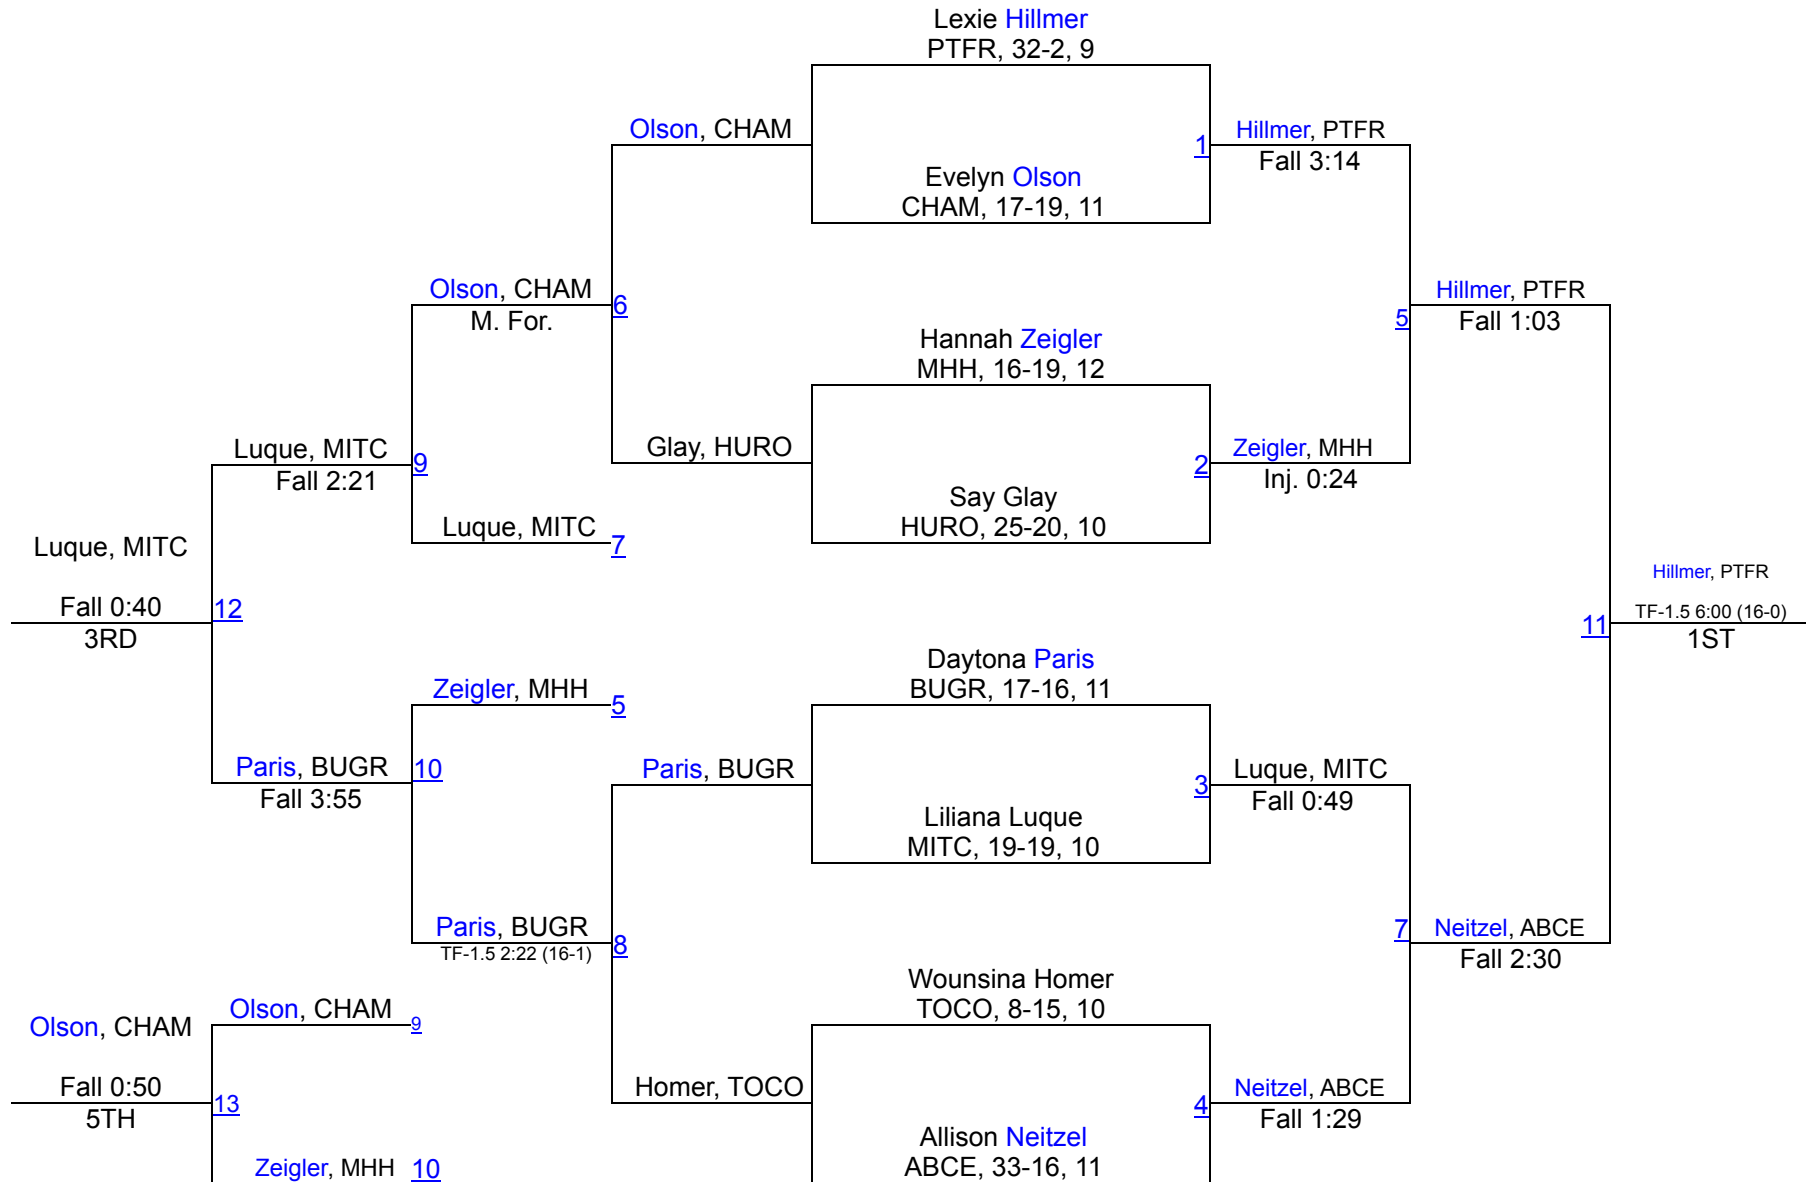 Lexie Hillmer
PTFR, 32-2, 9
Olson, CHAM
1
Hillmer, PTFR
Fall 3:14
Evelyn Olson
CHAM, 17-19, 11
Olson, CHAM
M. For.
6
Hillmer, PTFR
Fall 1:03
5
Hannah Zeigler
MHH, 16-19, 12
Luque, MITC
Fall 2:21
9
Glay, HURO
2
Zeigler, MHH
Inj. 0:24
Say Glay
HURO, 25-20, 10
Luque, MITC
7
Luque, MITC
Fall 0:40
3RD
12
Hillmer, PTFR
TF-1.5 6:00 (16-0)
1ST
11
Daytona Paris
BUGR, 17-16, 11
Zeigler, MHH
5
Paris, BUGR
Fall 3:55
10
Paris, BUGR
3
Luque, MITC
Fall 0:49
Liliana Luque
MITC, 19-19, 10
Paris, BUGR
TF-1.5 2:22 (16-1)
8
7
Neitzel, ABCE
Fall 2:30
Wounsina Homer
TOCO, 8-15, 10
Olson, CHAM
9
Olson, CHAM
Fall 0:50
5TH
13
Homer, TOCO
4
Neitzel, ABCE
Fall 1:29
Allison Neitzel
ABCE, 33-16, 11
Zeigler, MHH
10